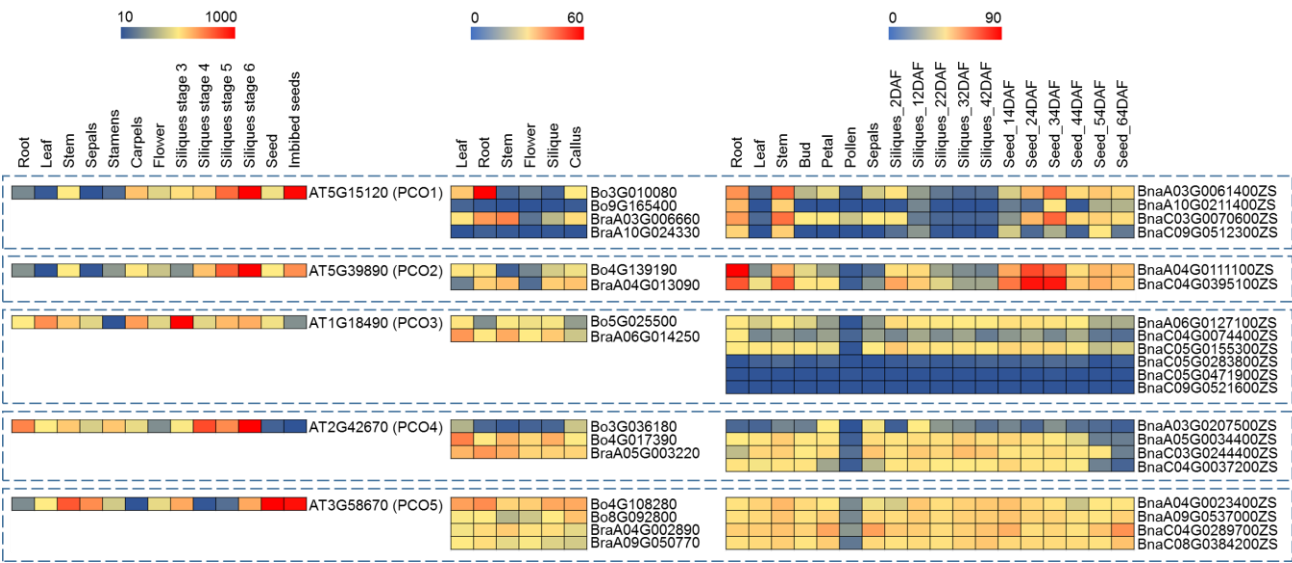 10 1000
0 60
0 90
Root
Leaf
Stem
Sepals
Stamens
Carpels
Flower
Siliques stage 3
Siliques stage 4
Siliques stage 5
Siliques stage 6
Seed
Imbibed seeds
Leaf
Root
Stem
Flower
Silique
Callus
Root
Leaf
Stem
Bud
Petal
Pollen
Sepals
Siliques_2DAF
Siliques_12DAF
Siliques_22DAF
Siliques_32DAF
Siliques_42DAF
Seed_14DAF
Seed_24DAF
Seed_34DAF
Seed_44DAF
Seed_54DAF
Seed_64DAF
AT5G15120 (PCO1)
Bo3G010080
Bo9G165400
BraA03G006660
BraA10G024330
BnaA03G0061400ZS
BnaA10G0211400ZS
BnaC03G0070600ZS
BnaC09G0512300ZS
AT5G39890 (PCO2)
Bo4G139190
BraA04G013090
BnaA04G0111100ZS
BnaC04G0395100ZS
AT1G18490 (PCO3)
Bo5G025500
BraA06G014250
BnaA06G0127100ZS
BnaC04G0074400ZS
BnaC05G0155300ZS
BnaC05G0283800ZS
BnaC05G0471900ZS
BnaC09G0521600ZS
AT2G42670 (PCO4)
Bo3G036180
Bo4G017390
BraA05G003220
BnaA03G0207500ZS
BnaA05G0034400ZS
BnaC03G0244400ZS
BnaC04G0037200ZS
AT3G58670 (PCO5)
Bo4G108280
Bo8G092800
BraA04G002890
BraA09G050770
BnaA04G0023400ZS
BnaA09G0537000ZS
BnaC04G0289700ZS
BnaC08G0384200ZS